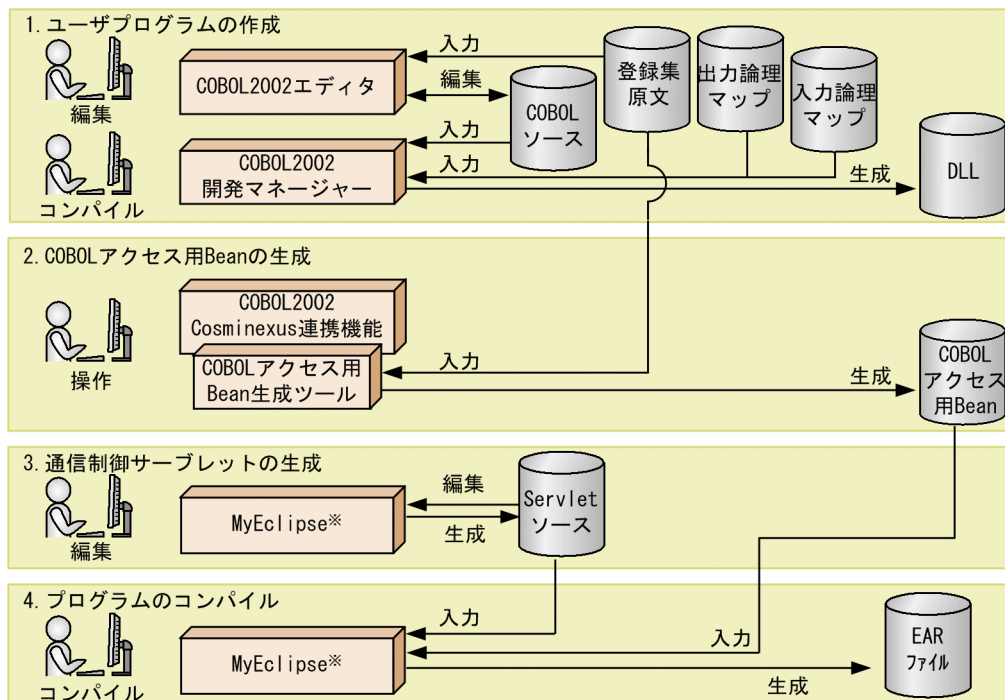 1. ユーザプログラムの作成
入力
編集
入力
入力
生成
編集
コンパイル
COBOL2002エディタ
COBOL2002
開発マネージャー
COBOL
ソース
登録集
原文
出力論理
マップ
入力論理
マップ
DLL
2. COBOLアクセス用Beanの生成
操作
COBOL2002
Cosminexus連携機能
COBOLアクセス用
Bean生成ツール
入力
生成
COBOL
アクセス
用Bean
3. 通信制御サーブレットの生成
編集
MyEclipse※
編集
生成
Servlet
ソース
4. プログラムのコンパイル
コンパイル
MyEclipse※
入力
入力
生成
EAR
ファイル